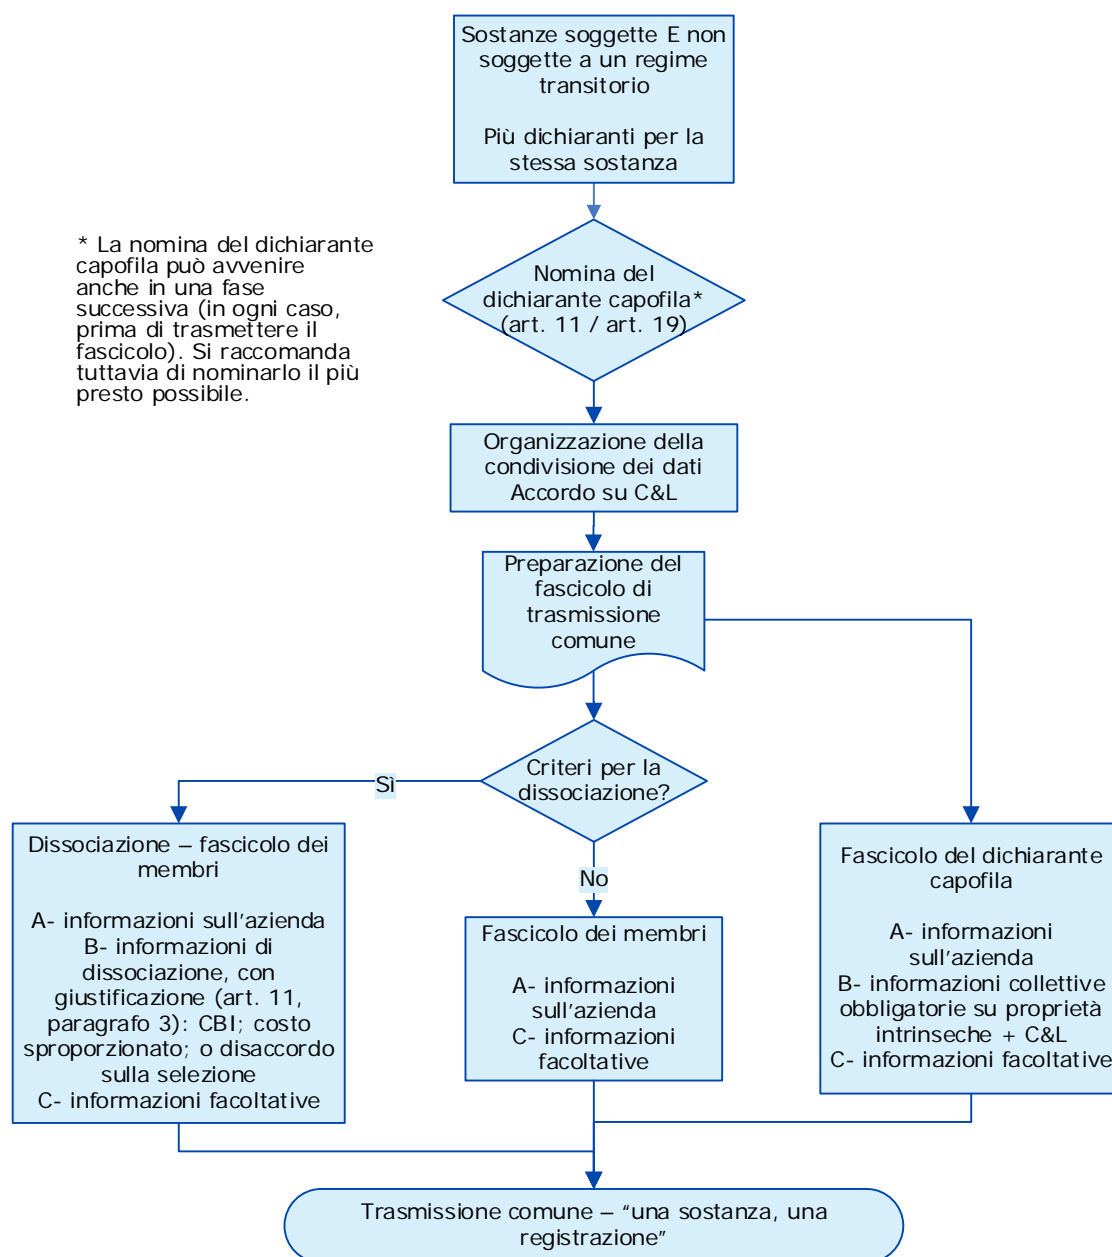 Sostanze soggette E non
soggette a un regime
transitorio
Più dichiaranti per la
stessa sostanza
* La nomina del dichiarante
capofila può avvenire
anche in una fase
successiva (in ogni caso,
prima di trasmettere il
fascicolo). Si raccomanda
tuttavia di nominarlo il più
presto possibile.
Nomina del
dichiarante capofila*
(art. 11 / art. 19)
Organizzazione della
condivisione dei dati
Accordo su C&L
Preparazione del
fascicolo di
trasmissione
comune
Criteri per la
dissociazione?
Sì
No
Dissociazione – fascicolo dei
membri
A- informazioni sull'azienda
B- informazioni di
dissociazione, con
giustificazione (art. 11,
paragrafo 3): CBI; costo
sproporzionato; o disaccordo
sulla selezione
C- informazioni facoltative
Fascicolo dei membri
A- informazioni
sull'azienda
C- informazioni
facoltative
Fascicolo del dichiarante
capofila
A- informazioni
sull'azienda
B- informazioni collettive
obbligatorie su proprietà
intrinseche + C&L
C- informazioni facoltative
Trasmissione comune – “una sostanza, una
registrazione”